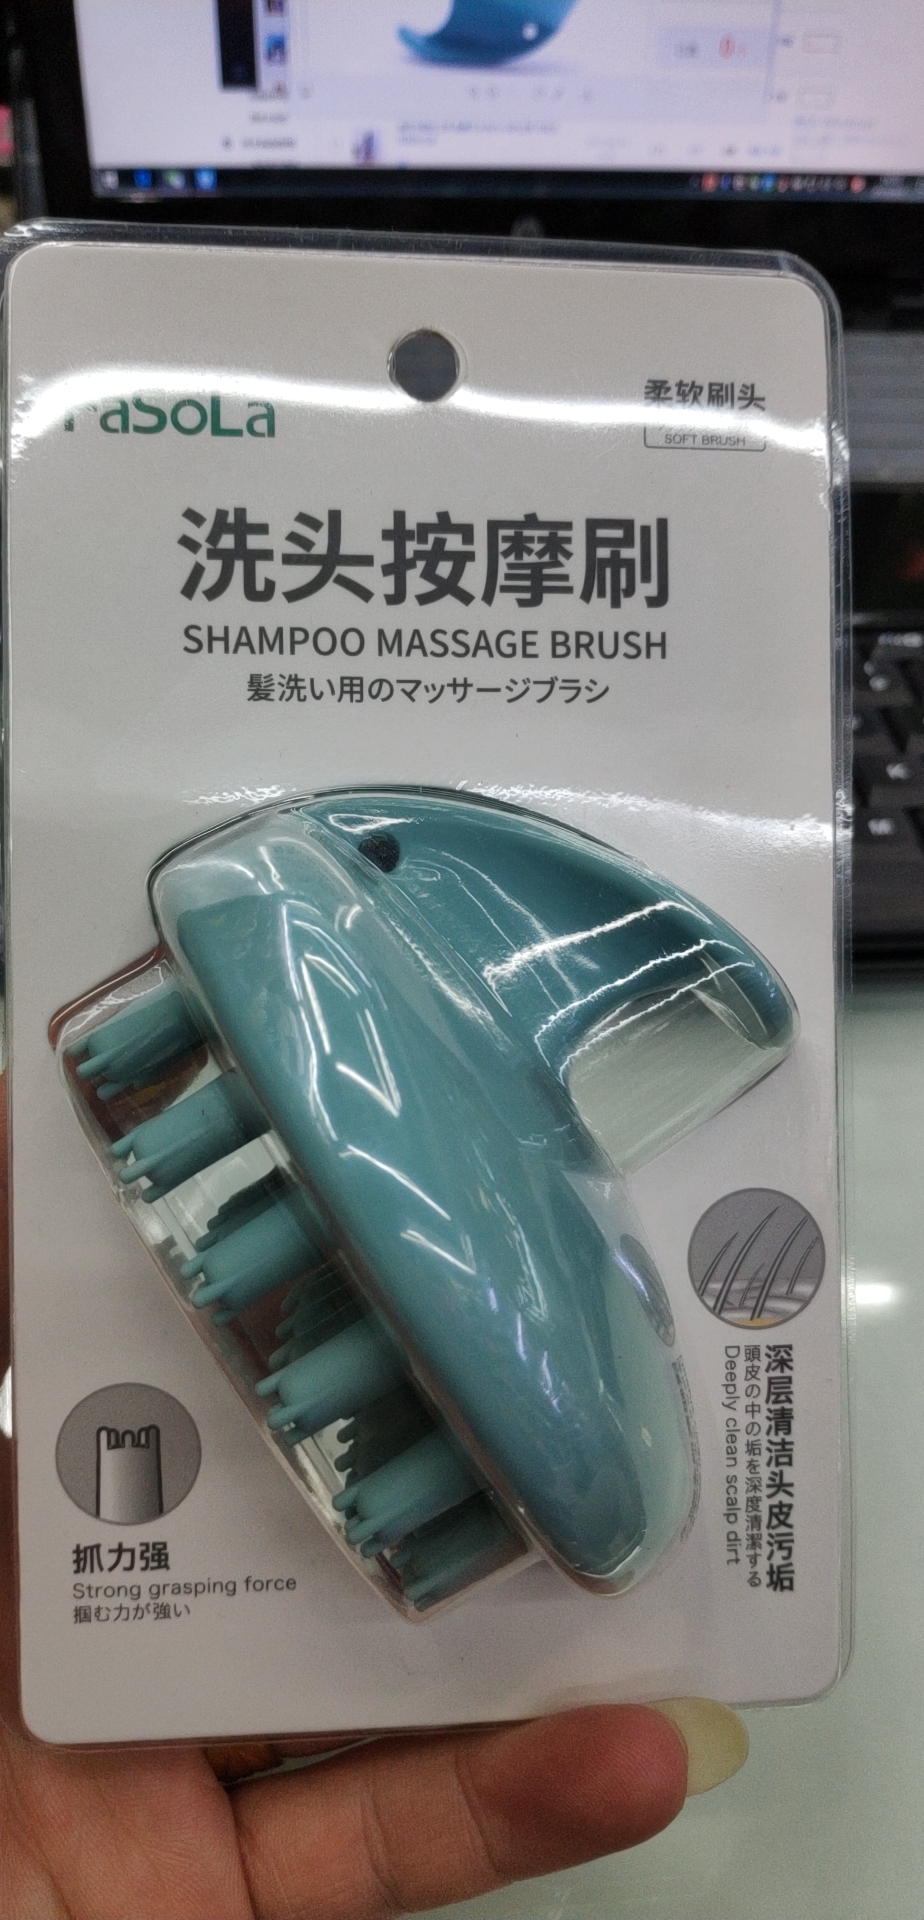 FaSoLa
柔软刷头
SOFT BRUSH
洗头按摩刷
SHAMPOO MASSAGE BRUSH
髪洗い用のマッサージブラシ
深层清洁头皮污垢
頭皮の中の垢を深度清潔する
Deeply clean scalp dirt
抓力强
Strong grasping force
掴む力が強い